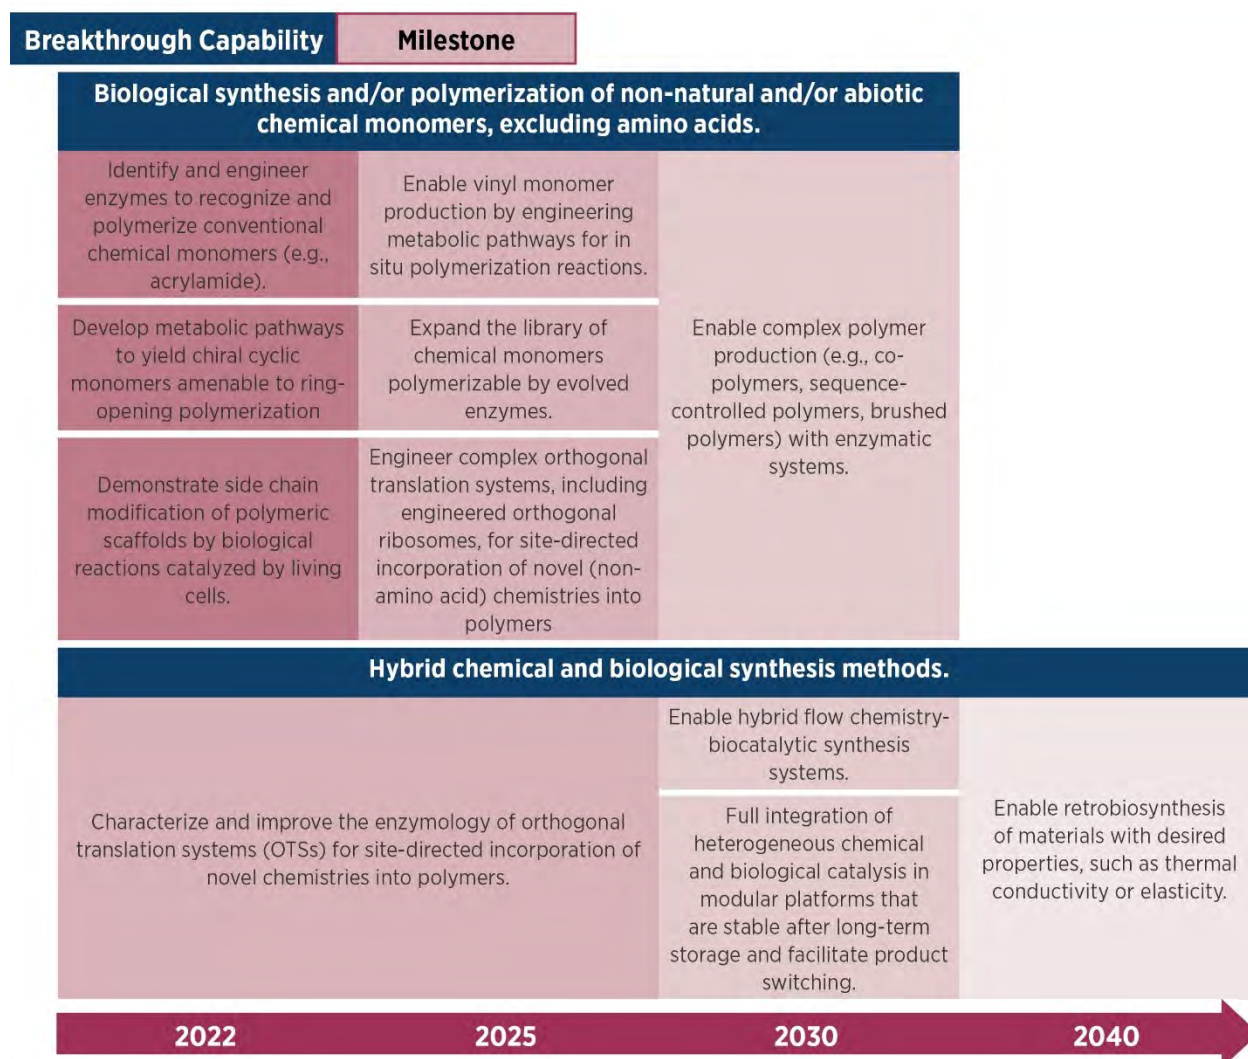 Breakthrough Capability
Milestone
Biological synthesis and/or polymerization of non-natural and/or abiotic
chemical monomers, excluding amino acids.
Identify and engineer
enzymes to recognize and
polymerize conventional
chemical monomers (e.g.,
acrylamide).
Enable vinyl monomer
production by engineering
metabolic pathways for in
situ polymerization reactions.
Develop metabolic pathways
to yield chiral cyclic
monomers amenable to ring-
opening polymerization
Expand the library of
chemical monomers
polymerizable by evolved
enzymes.
Enable complex polymer
production (e.g., co-
polymers, sequence-
controlled polymers, brushed
polymers) with enzymatic
systems.
Demonstrate side chain
modification of polymeric
scaffolds by biological
reactions catalyzed by living
cells.
Engineer complex orthogonal
translation systems, including
engineered orthogonal
ribosomes, for site-directed
incorporation of novel (non-
amino acid) chemistries into
polymers
Hybrid chemical and biological synthesis methods.
Characterize and improve the enzymology of orthogonal
translation systems (OTSs) for site-directed incorporation of
novel chemistries into polymers.
Enable hybrid flow chemistry-
biocatalytic synthesis
systems.
Full integration of
heterogeneous chemical
and biological catalysis in
modular platforms that
are stable after long-term
storage and facilitate product
switching.
Enable retrobiosynthesis
of materials with desired
properties, such as thermal
conductivity or elasticity.
2022
2025
2030
2040